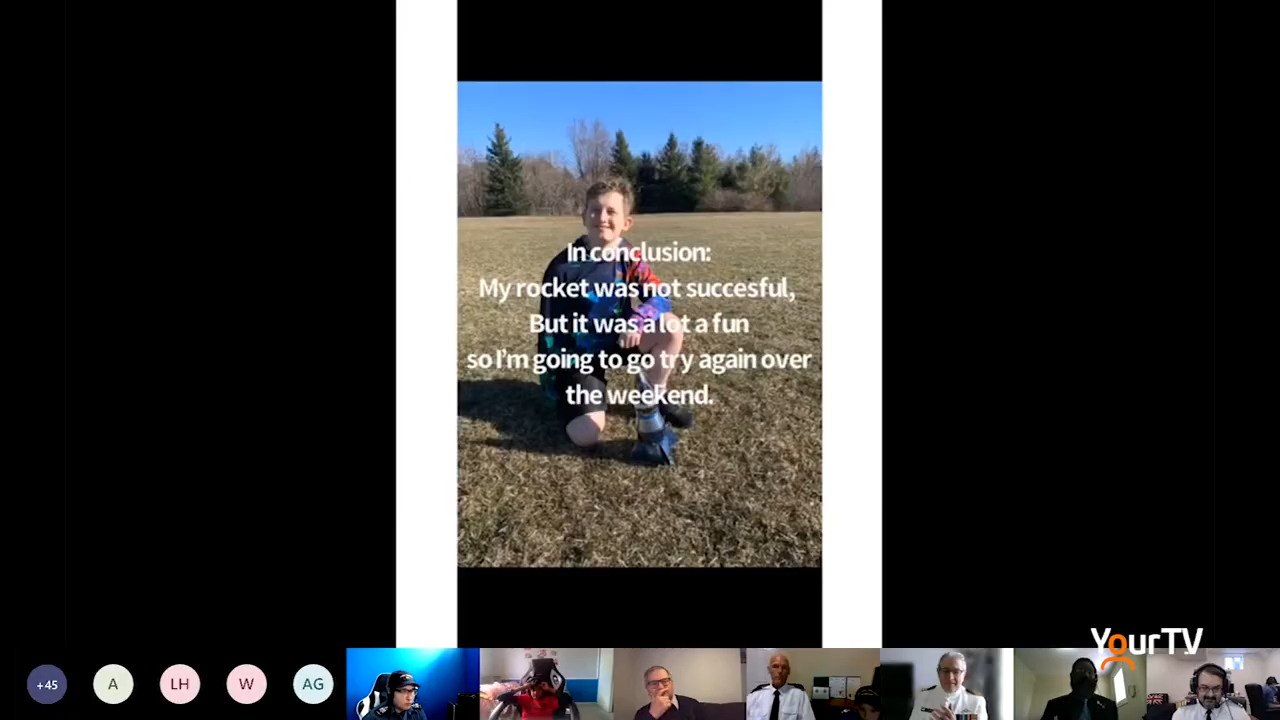 In conclusion:
My rocket was not succesful,
But it was a lot a fun
so I'm going to go try again over
the weekend.
YourTV
+45
A
LH
W
AG